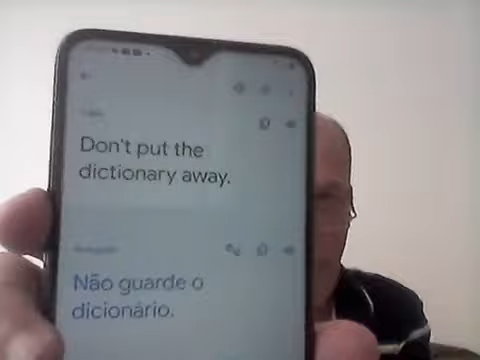 Don't put the
dictionary away.
Não guarde o
dicionário.